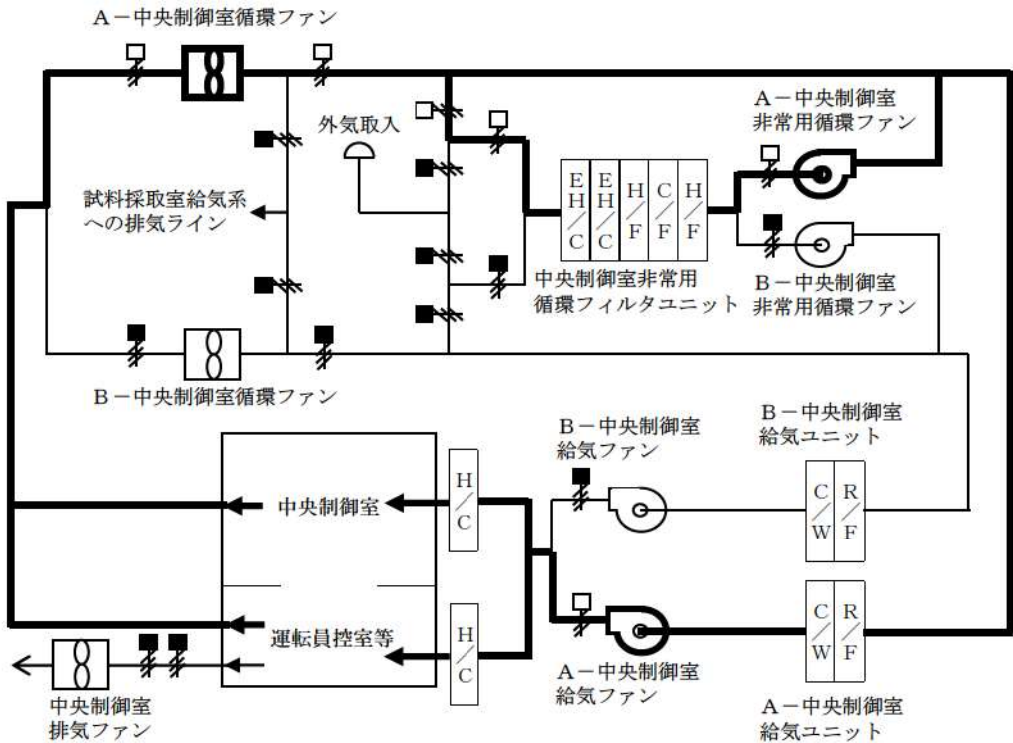 A－中央制御室循環ファン
外気取入
A－中央制御室
非常用循環ファン
試料採取室給気系
への排気ライン
EH/C
EH/C
H/F
C/F
H/F
中央制御室非常用
循環フィルタユニット
B－中央制御室
非常用循環ファン
B－中央制御室循環ファン
B－中央制御室
給気ファン
B－中央制御室
給気ユニット
中央制御室
H/C
C/W
R/F
運転員控室等
H/C
C/W
R/F
中央制御室
排気ファン
A－中央制御室
給気ファン
A－中央制御室
給気ユニット